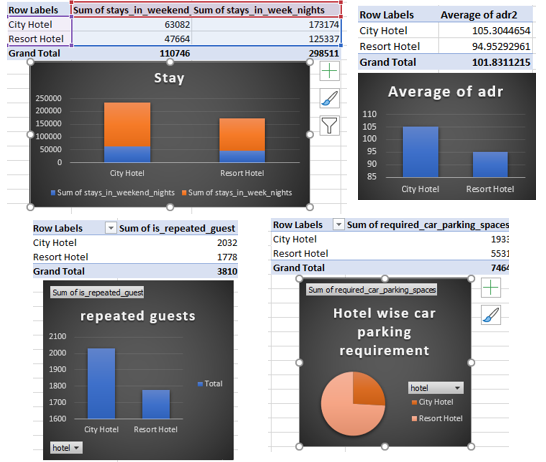 Row Labels Sum of stays_in_weekend_ Sum of stays_in_week_nights
City Hotel 63082 173174
Resort Hotel 47664 125337
Grand Total 110746 298511
Stay
250000
200000
150000
100000
50000
0
City Hotel Resort Hotel
Sum of stays_in_weekend_nights Sum of stays_in_week_nights
Row Labels Average of adr2
City Hotel 105.3044654
Resort Hotel 94.95292961
Grand Total 101.8311215
Average of adr
110
105
100
95
90
85
City Hotel Resort Hotel
Row Labels Sum of is_repeated_guest
City Hotel 2032
Resort Hotel 1778
Grand Total 3810
Sum of is_repeated_guest
repeated guests
2100
2000
1900
1800
1700
1600
City Hotel Resort Hotel
Total
hotel
Row Labels Sum of required_car_parking_spaces
City Hotel 1933
Resort Hotel 5531
Grand Total 7464
Sum of required_car_parking_spaces
Hotel wise car
parking
requirement
hotel
City Hotel
Resort Hotel